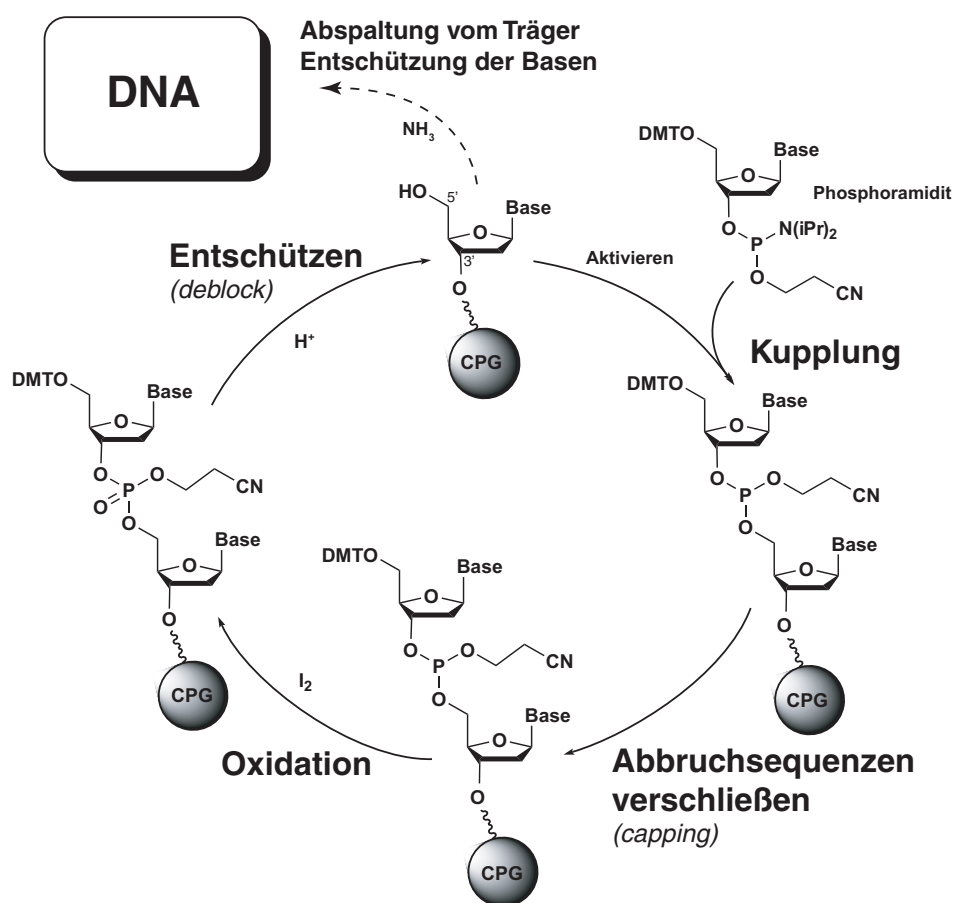 DNA
Abspaltung vom Träger
Entschützung der Basen
NH₃
DMTO
Base
O
Phosphoramidit
O
P
N(iPr)₂
O
CN
HO
5'
Base
O
3'
O
CPG
Aktivieren
Entschützen
(deblock)
H⁺
Kupplung
DMTO
Base
O
O
P
O
CN
O
Base
O
O
CPG
Abbruchsequenzen
verschließen
(capping)
DMTO
Base
O
O
P
O
CN
O
Base
O
O
CPG
Oxidation
I₂
DMTO
Base
O
O
P
O
CN
O
O
Base
O
O
CPG